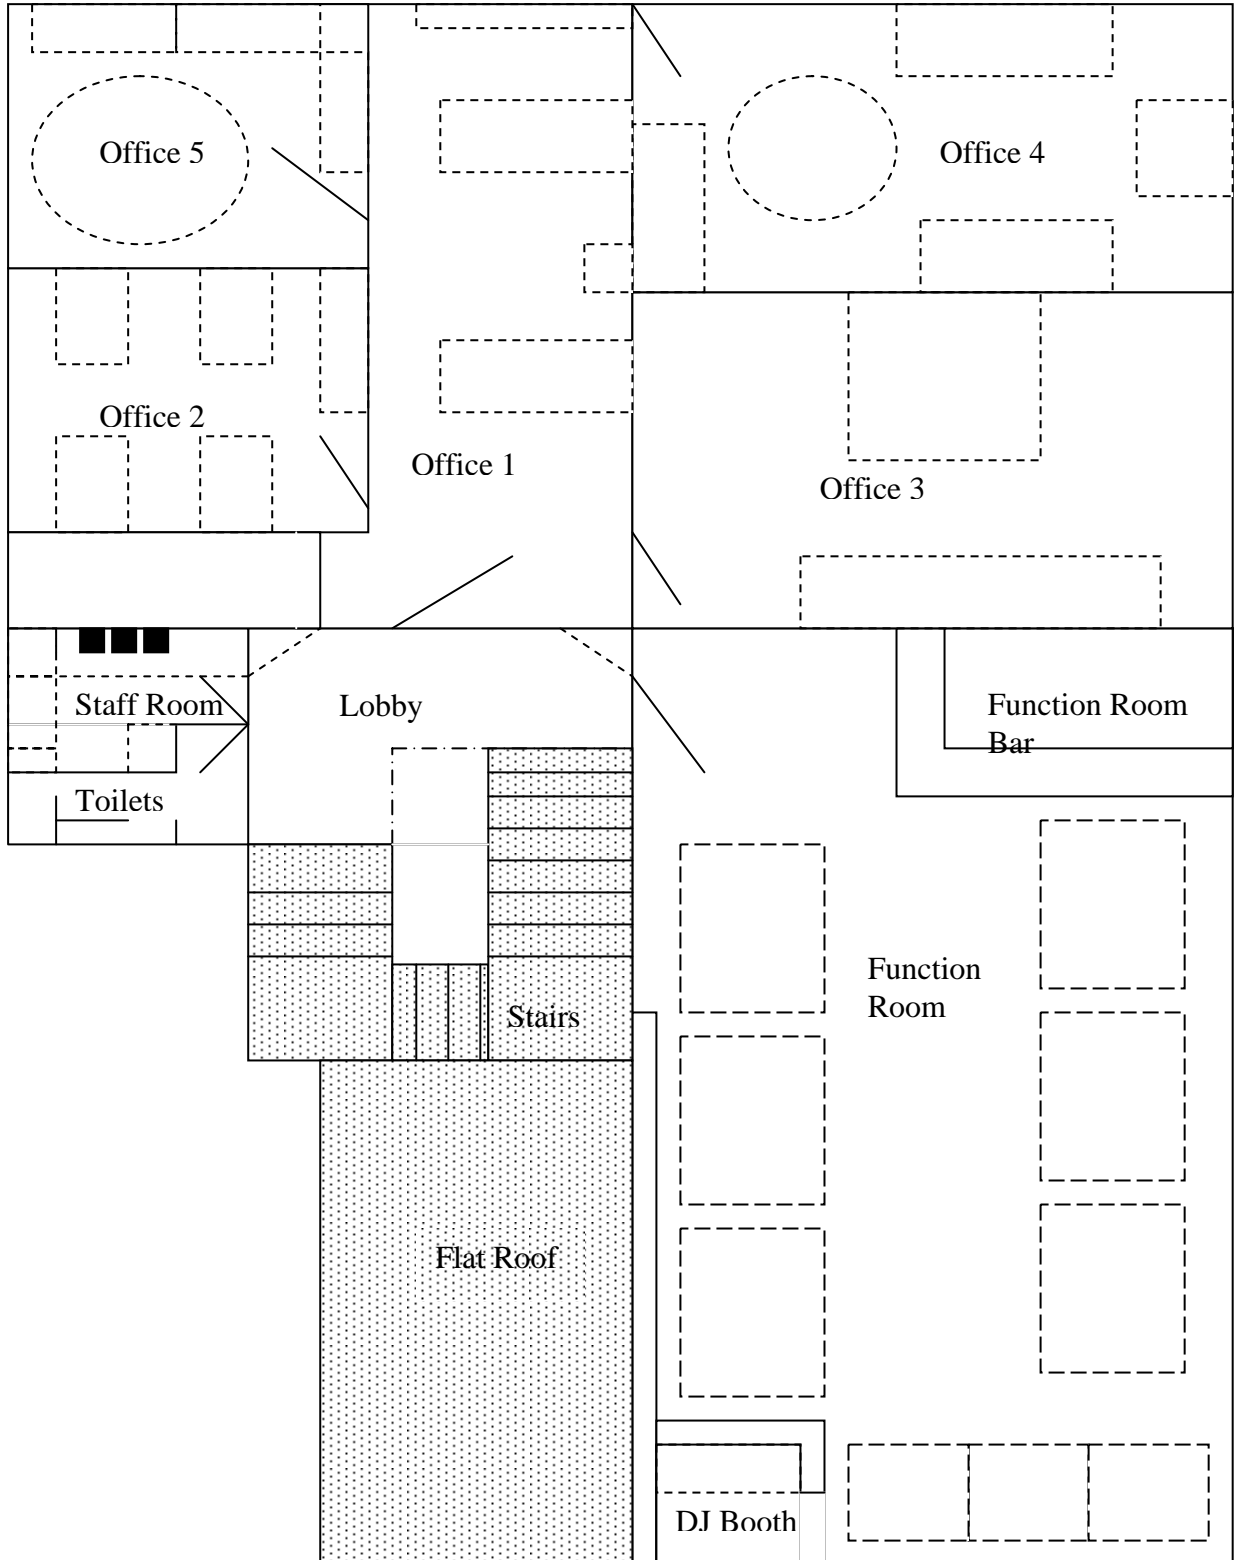 Office 5
Office 4
Office 2
Office 1
Office 3
Staff Room
Lobby
Function Room
Bar
Toilets
Function
Room
Stairs
Flat Roof
DJ Booth